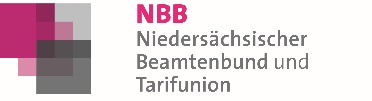 NBB
Niedersächsischer
Beamtenbund und
Tarifunion